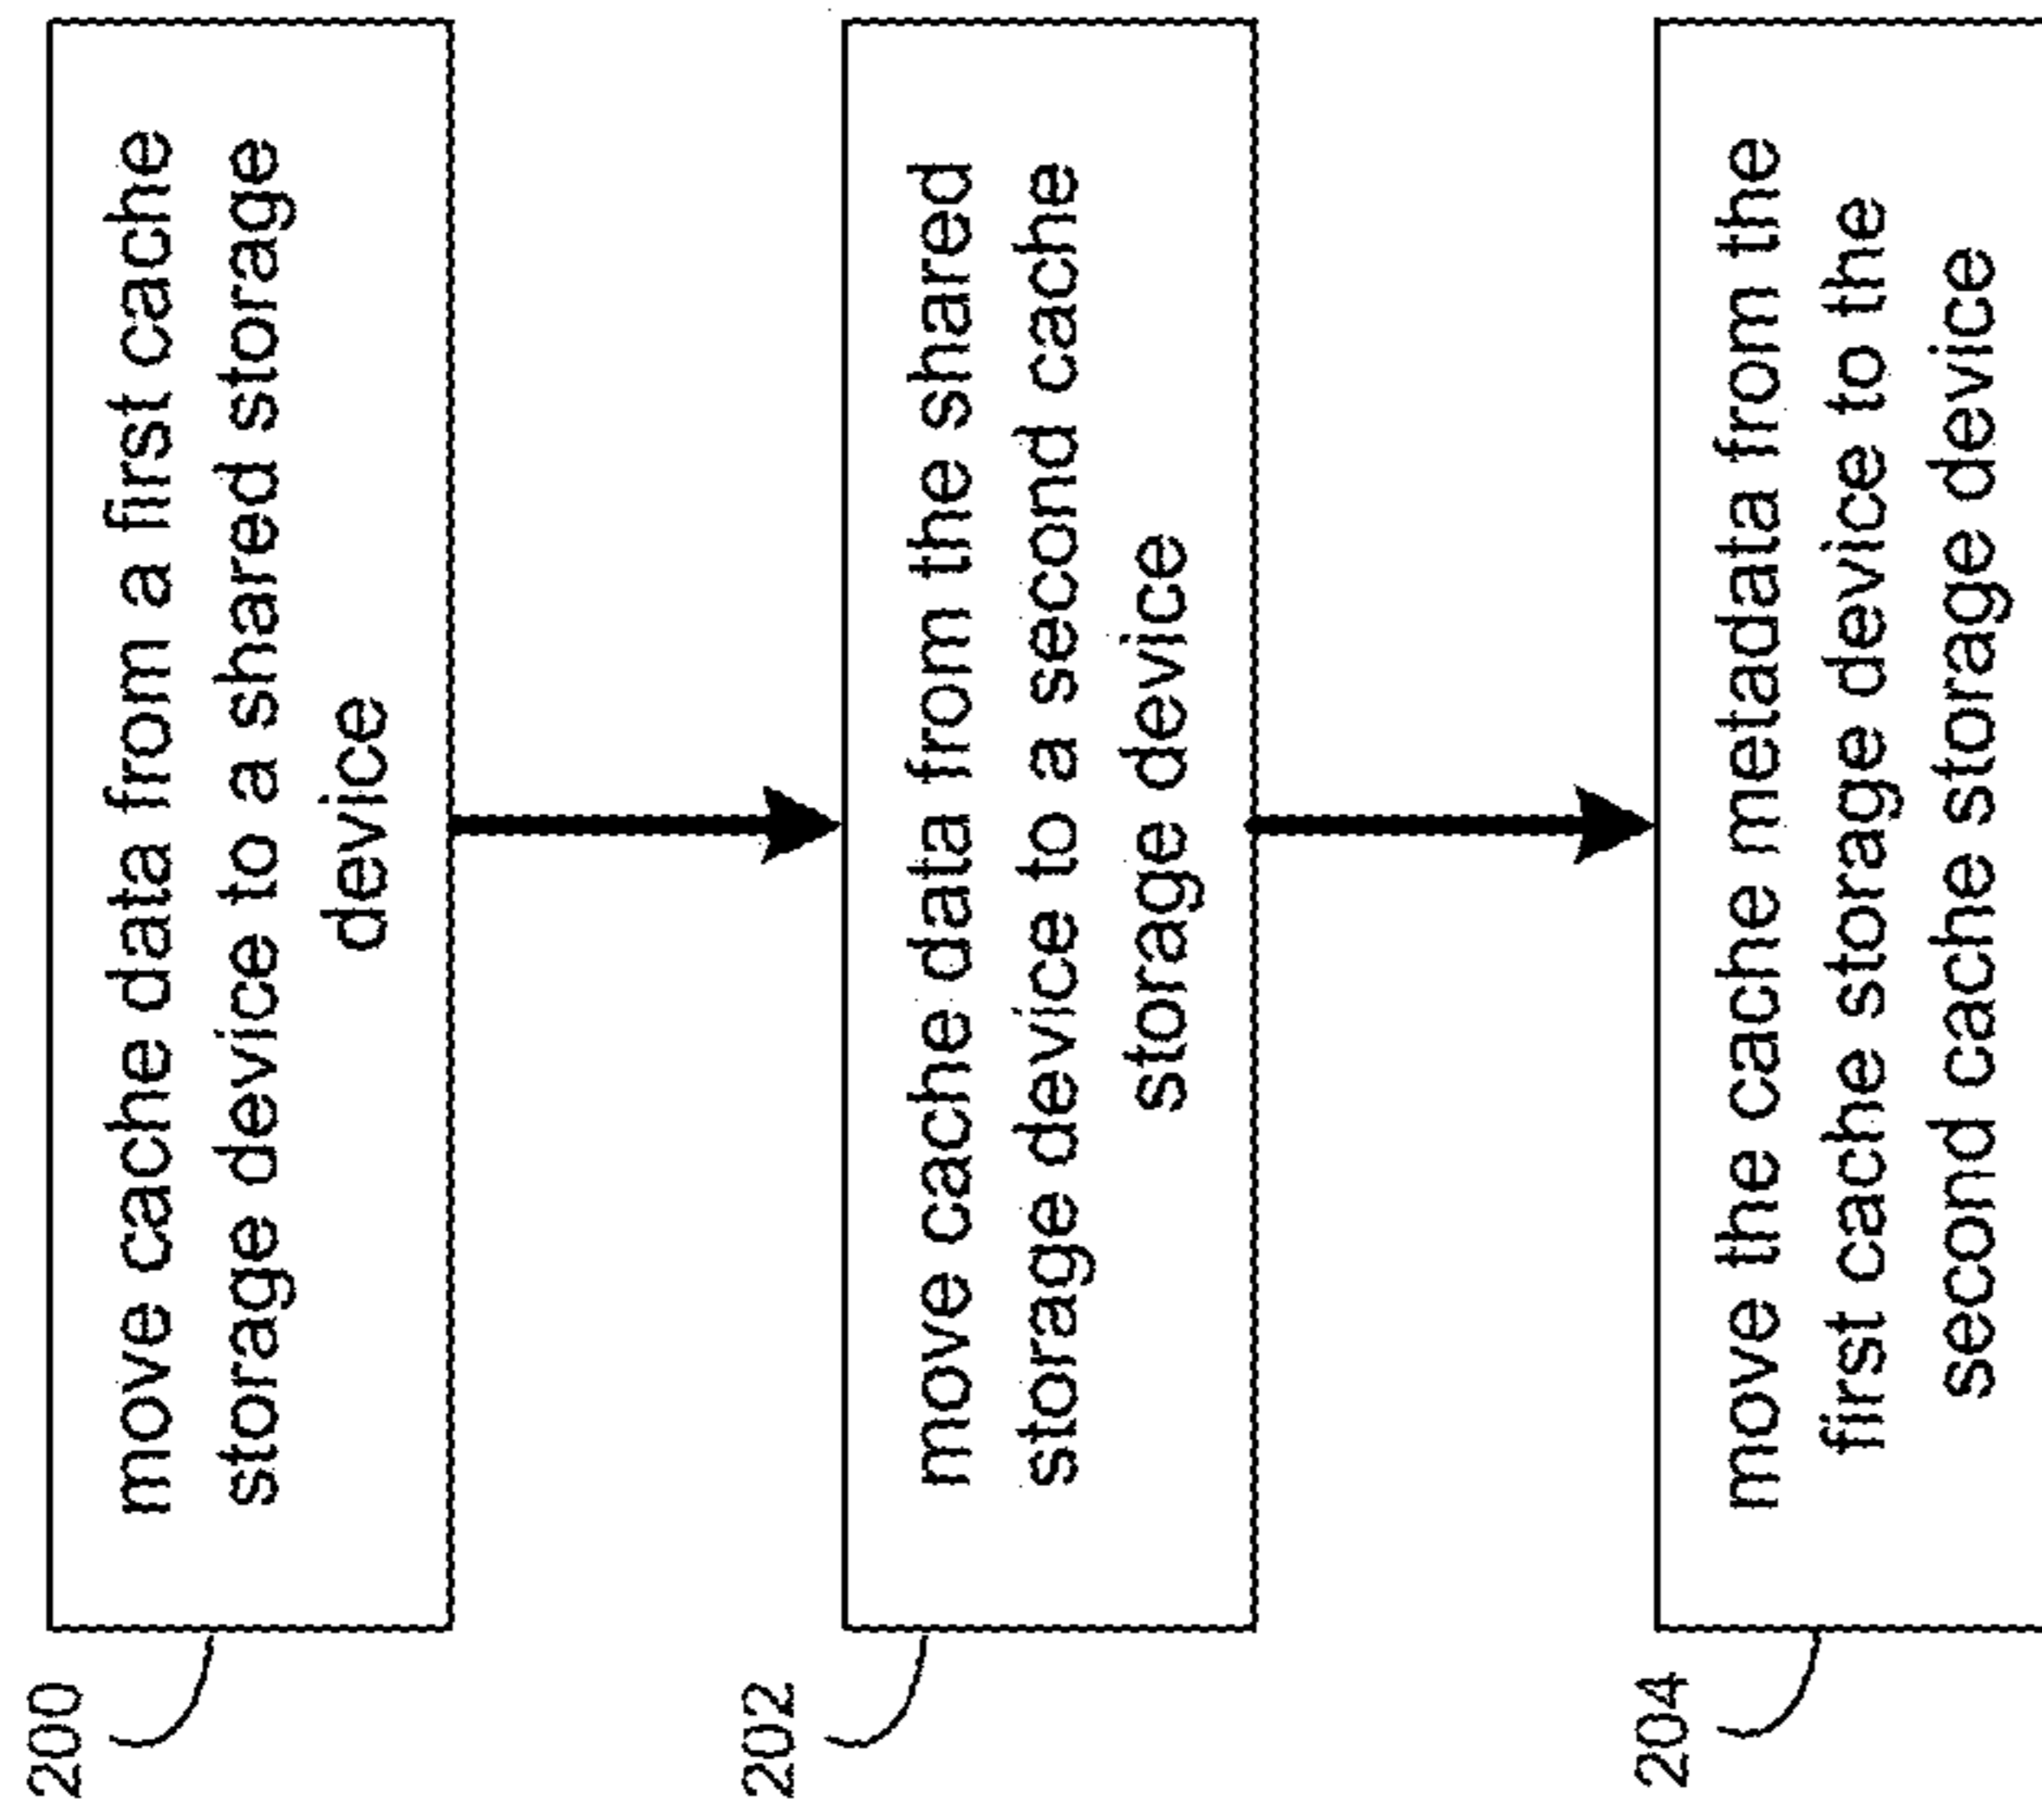 200
move cache data from a first cache
storage device to a shared storage
device
202
move cache data from the shared
storage device to a second cache
storage device
204
move the cache metadata from the
first cache storage device to the
second cache storage device